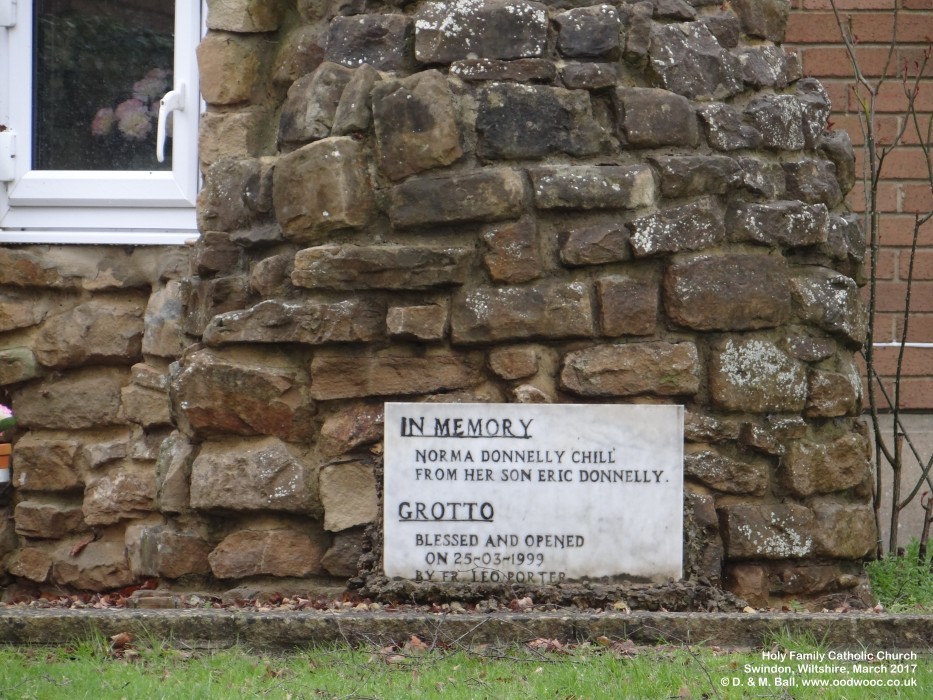 IN MEMORY
NORMA DONNELLY CHILL
FROM HER SON ERIC DONNELLY.
GROTTO
BLESSED AND OPENED
ON 25-03-1999
BY FR. LEO PORTER
Holy Family Catholic Church
Swindon, Wiltshire, March 2017
© D. & M. Ball, www.oodwooc.co.uk